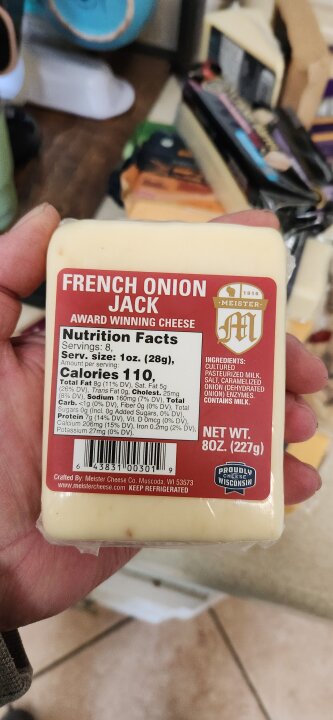 FRENCH ONION
JACK
AWARD WINNING CHEESE
1916
MEISTER
M
Nutrition Facts
Servings: 8,
Serv. size: 1oz. (28g),
Amount per serving:
Calories 110,
Total Fat 9g (11% DV), Sat. Fat 5g
(26% DV), Trans Fat 0g, Cholest. 25mg
(8% DV), Sodium 160mg (7% DV), Total
Carb. <1g (0% DV), Fiber 0g (0% DV), Total
Sugars 0g (Incl. 0g Added Sugars, 0% DV),
Protein 7g (14% DV), Vit. D 0mcg (0% DV),
Calcium 206mg (15% DV), Iron 0.2mg (2% DV),
Potassium 27mg (0% DV).
INGREDIENTS:
CULTURED
PASTEURIZED MILK,
SALT, CARAMELIZED
ONION (DEHYDRATED
ONION) ENZYMES.
CONTAINS MILK.
6 43831 00301 9
NET WT.
8OZ. (227g)
Crafted By: Meister Cheese Co. Muscoda, WI 53573
www.meistercheese.com KEEP REFRIGERATED
PROUDLY
WISCONSIN
CHEESE